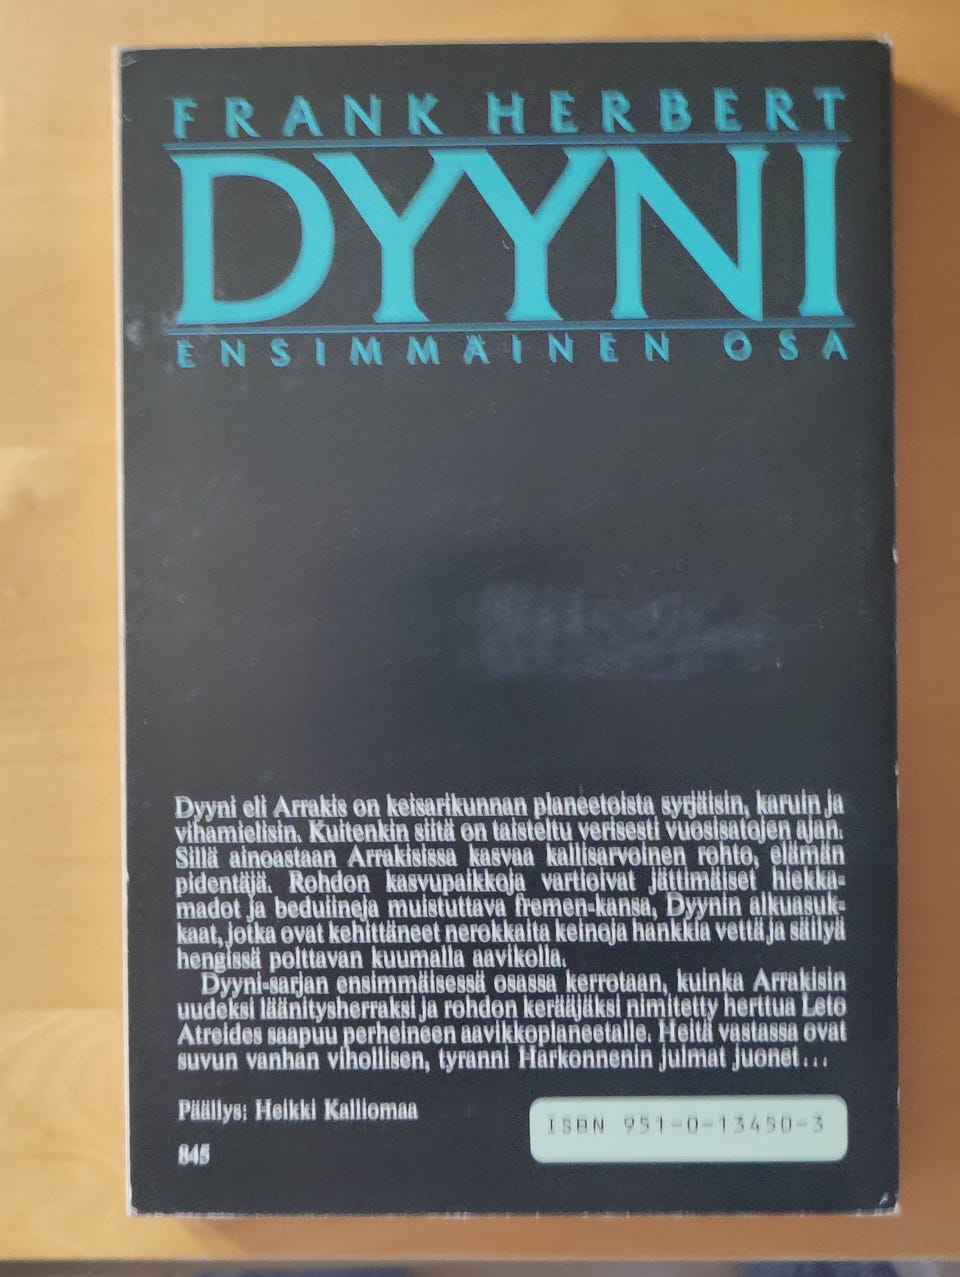 FRANK HERBERT
DYYNI
ENSIMMÄINEN OSA
Dyyni eli Arrakis on keisarikunnan planeetoista syrjäisin, karuin ja
vihamielisin. Kuitenkin siitä on taisteltu verisesti vuosisatojen ajan.
Sillä ainoastaan Arrakisissa kasvaa kallisarvoinen rohto, elämän
pidentäjä. Rohdon kasvupaikkoja vartioivat jättimäiset hiekka-
madot ja beduiineja muistuttava fremen-kansa, Dyynin alkuasuk-
kaat, jotka ovat kehittäneet nerokkaita keinoja hankkia vettä ja säilyä
hengissä polttavan kuumalla aavikolla.
Dyyni-sarjan ensimmäisessä osassa kerrotaan, kuinka Arrakisin
uudeksi läänitysherraksi ja rohdon kerääjäksi nimitetty herttua Leto
Atreides saapuu perheineen aavikkoplaneetalle. Heitä vastassa ovat
suvun vanhan vihollisen, tyranni Harkonnenin julmat juonet...
Päällys: Heikki Kalliomaa
ISBN 951-0-13450-3
845